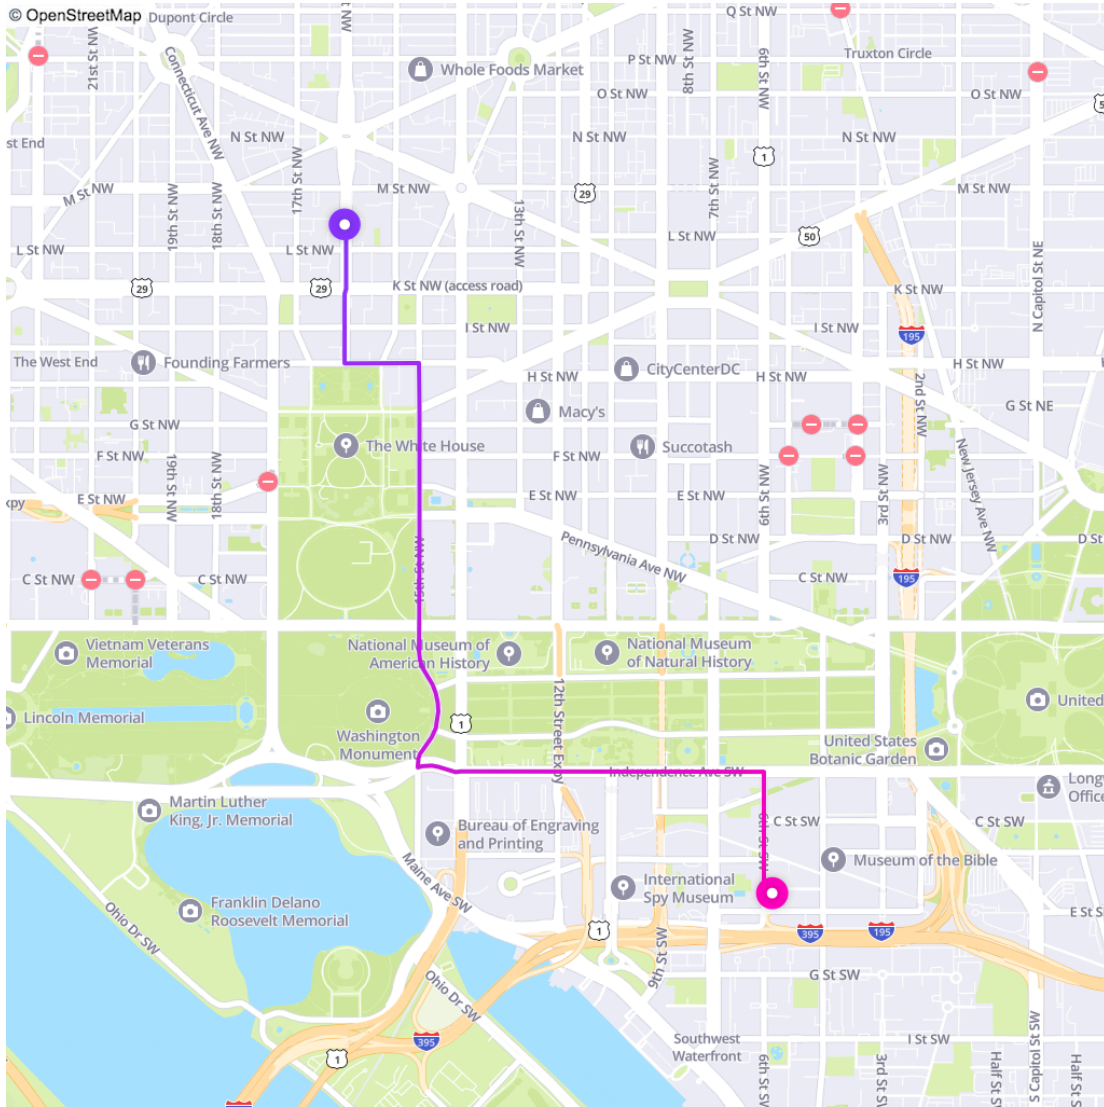 © OpenStreetMap
Dupont Circle
Q St NW
Truxton Circle
21st St NW
Connecticut Ave NW
Whole Foods Market
P St NW
8th St NW
6th St NW
O St NW
O St NW
5
st End
N St NW
N St NW
N St NW
1
M St NW
19th St NW
18th St NW
17th St NW
M St NW
13th St NW
29
7th St NW
M St NW
L St NW
L St NW
L St NW
50
N Capitol St NE
29
29
K St NW (access road)
K St NW
I St NW
I St NW
195
The West End
Founding Farmers
H St NW
CityCenterDC
H St NW
H St NW
2nd St NW
G St NE
Macy's
G St NW
The White House
Succotash
F St NW
F St NW
19th St NW
18th St NW
6th St NW
3rd St NW
New Jersey Ave NW
xpy
E St NW
E St NW
E St NW
15th St NW
Pennsylvania Ave NW
D St NW
D St NW
D St
C St NW
C St NW
C St NW
195
Vietnam Veterans
Memorial
National Museum of
American History
National Museum
of Natural History
12th Street Expy
Lincoln Memorial
Washington
Monument
1
United
United States
Botanic Garden
Independence Ave SW
Long
Office
Martin Luther
King, Jr. Memorial
Bureau of Engraving
and Printing
6th St SW
C St SW
C St SW
Museum of the Bible
Maine Ave SW
International
Spy Museum
Franklin Delano
Roosevelt Memorial
Ohio Dr SW
E St S
1
395
195
9th St SW
G St SW
Ohio Dr SW
395
1
Southwest
Waterfront
6th St SW
3rd St SW
I St SW
Half St S
S Capitol St SW
Half St S